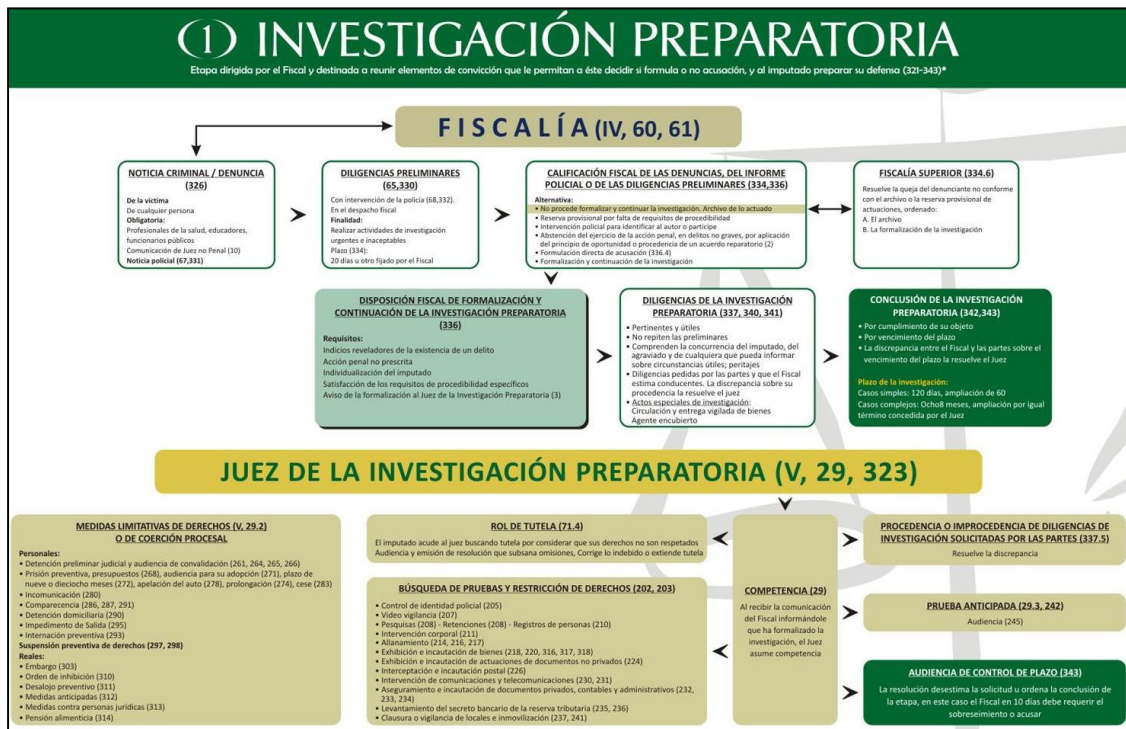 (1) INVESTIGACIÓN PREPARATORIA
Etapa dirigida por el Fiscal y destinada a reunir elementos de convicción que le permitan a éste decidir si formula o no acusación, y al imputado preparar su defensa (321-343)*
FISCALÍA (IV, 60, 61)
NOTICIA CRIMINAL / DENUNCIA
(326)
De la víctima
De cualquier persona
Obligatoria:
Profesionales de la salud, educadores,
funcionarios públicos
Comunicación de Juez no Penal (10)
Noticia policial (67,331)
DILIGENCIAS PRELIMINARES
(65,330)
Con intervención de la policía (68,332).
En el despacho fiscal
Finalidad:
Realizar actividades de investigación
urgentes e inaceptables
Plazo (334):
20 días u otro fijado por el Fiscal
CALIFICACIÓN FISCAL DE LAS DENUNCIAS, DEL INFORME
POLICIAL O DE LAS DILIGENCIAS PRELIMINARES (334,336)
Alternativa:
• No procede formalizar y continuar la investigación. Archivo de lo actuado
• Reserva provisional por falta de requisitos de procedibilidad
• Intervención policial para identificar al autor o participe
• Abstención del ejercicio de la acción penal, en delitos no graves, por aplicación
del principio de oportunidad o procedencia de un acuerdo reparatorio (2)
• Formulación directa de acusación (336.4)
• Formalización y continuación de la investigación
FISCALÍA SUPERIOR (334.6)
Resuelve la queja del denunciante no conforme
con el archivo o la reserva provisional de
actuaciones, ordenado:
A. El archivo
B. La formalización de la investigación
DISPOSICIÓN FISCAL DE FORMALIZACIÓN Y
CONTINUACIÓN DE LA INVESTIGACIÓN PREPARATORIA
(336)
Requisitos:
Indicios reveladores de la existencia de un delito
Acción penal no prescrita
Individualización del imputado
Satisfacción de los requisitos de procedibilidad específicos
Aviso de la formalización al Juez de la Investigación Preparatoria (3)
DILIGENCIAS DE LA INVESTIGACIÓN
PREPARATORIA (337, 340, 341)
• Pertinentes y útiles
• No repiten las preliminares
• Comprenden la concurrencia del imputado, del
agraviado y de cualquiera que pueda informar
sobre circunstancias útiles; peritajes
• Diligencias pedidas por las partes y que el Fiscal
estima conducentes. La discrepancia sobre su
procedencia la resuelve el juez
• Actos especiales de investigación:
Circulación y entrega vigilada de bienes
Agente encubierto
CONCLUSIÓN DE LA INVESTIGACIÓN
PREPARATORIA (342,343)
• Por cumplimiento de su objeto
• Por vencimiento del plazo
• La discrepancia entre el Fiscal y las partes sobre el
vencimiento del plazo la resuelve el Juez
Plazo de la investigación:
Casos simples: 120 días, ampliación de 60
Casos complejos: Ocho8 meses, ampliación por igual
término concedida por el Juez
JUEZ DE LA INVESTIGACIÓN PREPARATORIA (V, 29, 323)
MEDIDAS LIMITATIVAS DE DERECHOS (V, 29.2)
O DE COERCIÓN PROCESAL
Personales:
• Detención preliminar judicial y audiencia de convalidación (261, 264, 265, 266)
• Prisión preventiva, presupuestos (268), audiencia para su adopción (271), plazo de
nueve o dieciocho meses (272), apelación del auto (278), prolongación (274), cese (283)
• Incomunicación (280)
• Comparecencia (286, 287, 291)
• Detención domiciliaria (290)
• Impedimento de Salida (295)
• Internación preventiva (293)
Suspensión preventiva de derechos (297, 298)
Reales:
• Embargo (303)
• Orden de inhibición (310)
• Desalojo preventivo (311)
• Medidas anticipadas (312)
• Medidas contra personas jurídicas (313)
• Pensión alimenticia (314)
ROL DE TUTELA (71.4)
El imputado acude al juez buscando tutela por considerar que sus derechos no son respetados
Audiencia y emisión de resolución que subsana omisiones, Corrige lo indebido o extiende tutela
BÚSQUEDA DE PRUEBAS Y RESTRICCIÓN DE DERECHOS (202, 203)
• Control de identidad policial (205)
• Video vigilancia (207)
• Pesquisas (208) - Retenciones (208) - Registros de personas (210)
• Intervención corporal (211)
• Allanamiento (214, 216, 217)
• Exhibición e incautación de bienes (218, 220, 316, 317, 318)
• Exhibición e incautación de actuaciones de documentos no privados (224)
• Interceptación e incautación postal (226)
• Intervención de comunicaciones y telecomunicaciones (230, 231)
• Aseguramiento e incautación de documentos privados, contables y administrativos (232,
233, 234)
• Levantamiento del secreto bancario de la reserva tributaria (235, 236)
• Clausura o vigilancia de locales e inmovilización (237, 241)
COMPETENCIA (29)
Al recibir la comunicación
del Fiscal informándole
que ha formalizado la
investigación, el Juez
asume competencia
PROCEDENCIA O IMPROCEDENCIA DE DILIGENCIAS DE
INVESTIGACIÓN SOLICITADAS POR LAS PARTES (337.5)
Resuelve la discrepancia
PRUEBA ANTICIPADA (29.3, 242)
Audiencia (245)
AUDIENCIA DE CONTROL DE PLAZO (343)
La resolución desestima la solicitud u ordena la conclusión de
la etapa, en este caso el Fiscal en 10 días debe requerir el
sobreseimiento o acusar